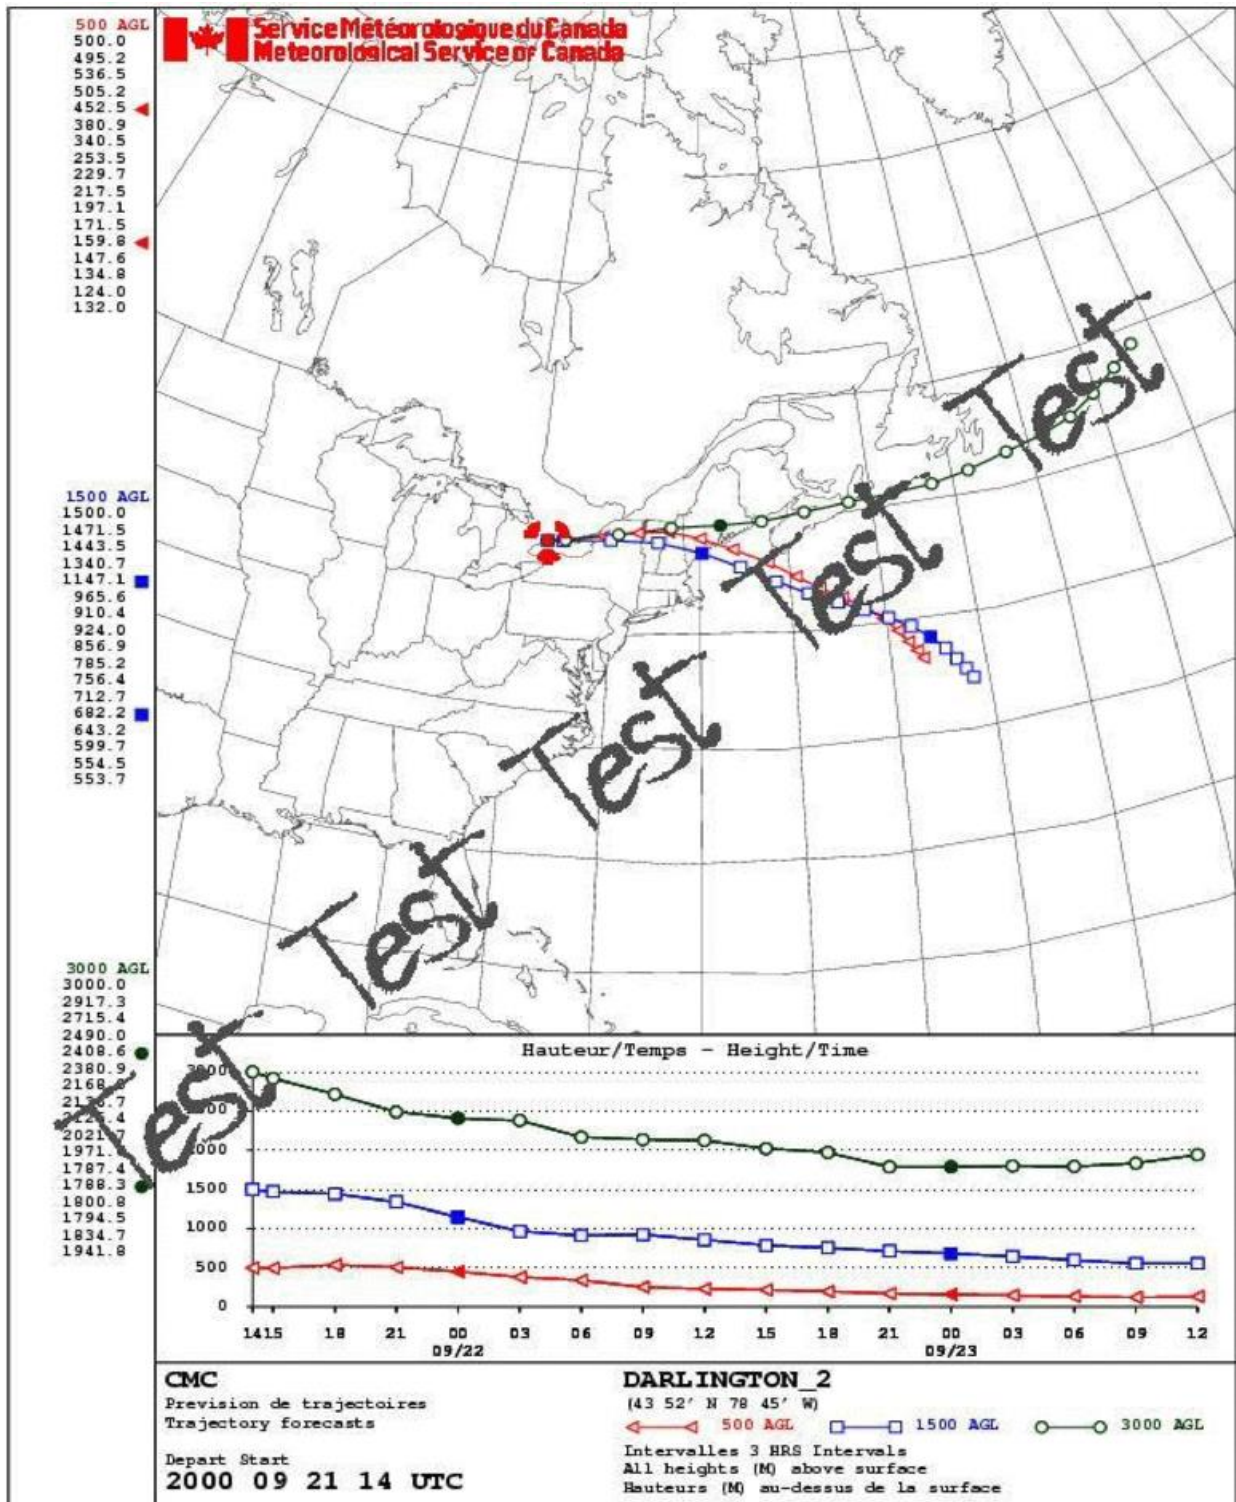 Service Météorologique du Canada
Meteorological Service of Canada
500 AGL
500.0
495.2
536.5
505.2
452.5
380.9
340.5
253.5
229.7
217.5
197.1
171.5
159.8
147.6
134.8
124.0
132.0
1500 AGL
1500.0
1471.5
1443.5
1340.7
1147.1
965.6
910.4
924.0
856.9
785.2
756.4
712.7
682.2
643.2
599.7
554.5
553.7
3000 AGL
3000.0
2917.3
2715.4
2490.0
2408.6
2380.9
1787.4
1788.3
1800.8
1794.5
1834.7
1941.8
Test
Test
Test
Test
Test
Hauteur/Temps - Height/Time
3000
2000
1500
1000
500
0
14 15 18 21 00 03 06 09 12 15 18 21 00 03 06 09 12
09/22 09/23
CMC
Prevision de trajectoires
Trajectory forecasts
Depart Start
2000 09 21 14 UTC
DARLINGTON_2
(43 52' N 78 45' W)
500 AGL 1500 AGL 3000 AGL
Intervalles 3 HRS Intervals
All heights (M) above surface
Hauteurs (M) au-dessus de la surface